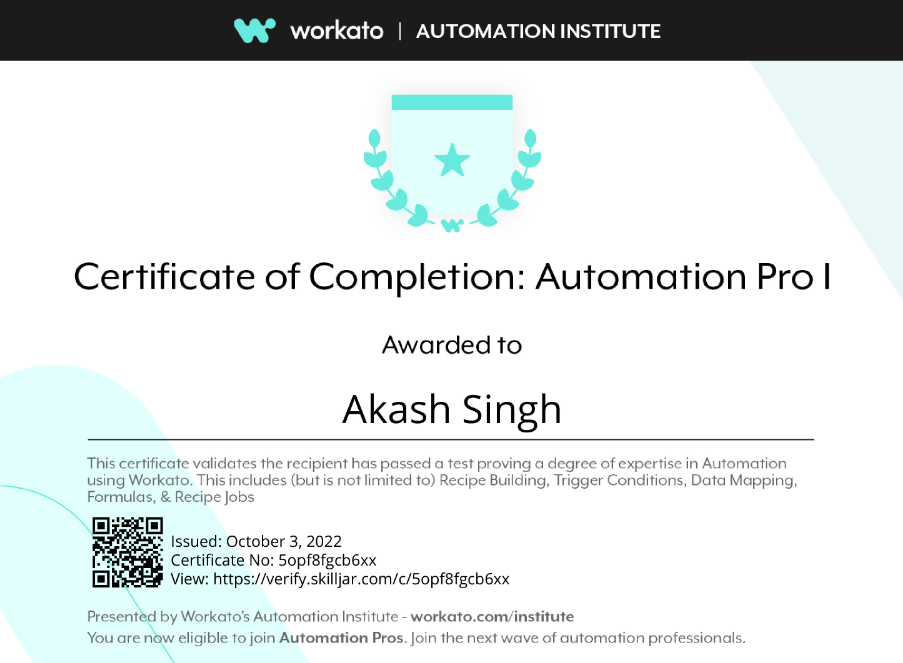 workato | AUTOMATION INSTITUTE
Certificate of Completion: Automation Pro I
Awarded to
Akash Singh
This certificate validates the recipient has passed a test proving a degree of expertise in Automation
using Workato. This includes (but is not limited to) Recipe Building, Trigger Conditions, Data Mapping,
Formulas, & Recipe Jobs
Issued: October 3, 2022
Certificate No: 5opf8fgcb6xx
View: https://verify.skilljar.com/c/5opf8fgcb6xx
Presented by Workato's Automation Institute - workato.com/institute
You are now eligible to join Automation Pros. Join the next wave of automation professionals.